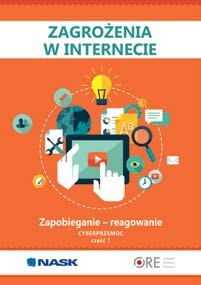 ZAGROŻENIA
W INTERNECIE
Zapobieganie – reagowanie
CYBERPRZEMOC
CZĘŚĆ 1
NASK
ORE